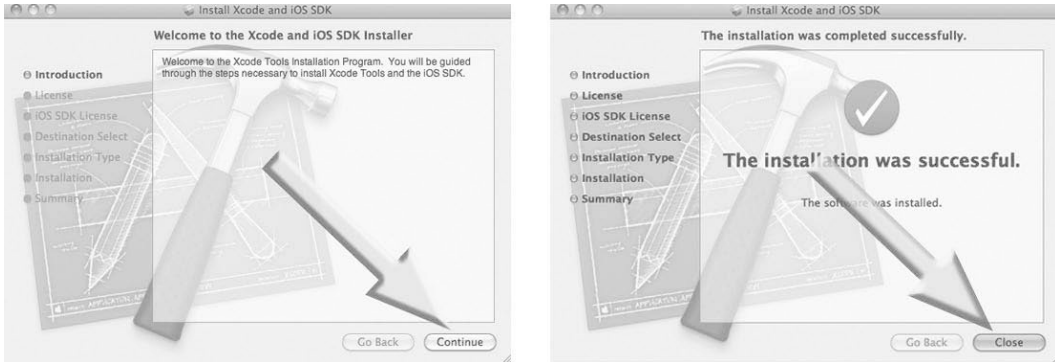 Install Xcode and iOS SDK
Welcome to the Xcode and iOS SDK Installer
Welcome to the Xcode Tools Installation Program. You will be guided
through the steps necessary to install Xcode Tools and the iOS SDK.
Introduction
License
iOS SDK License
Destination Select
Installation Type
Installation
Summary
Go Back
Continue
Install Xcode and iOS SDK
The installation was completed successfully.
Introduction
License
iOS SDK License
Destination Select
Installation Type
Installation
Summary
The installation was successful.
The software was installed.
Go Back
Close